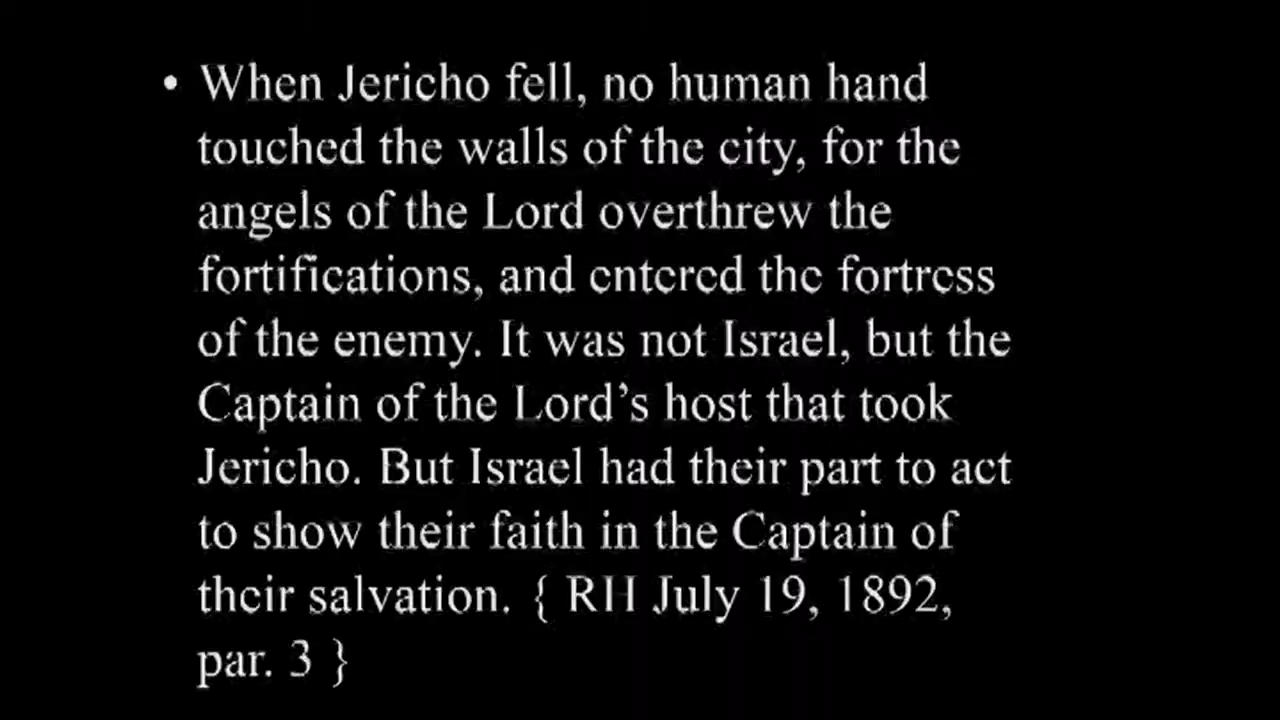 • When Jericho fell, no human hand
touched the walls of the city, for the
angels of the Lord overthrew the
fortifications, and entered the fortress
of the enemy. It was not Israel, but the
Captain of the Lord’s host that took
Jericho. But Israel had their part to act
to show their faith in the Captain of
their salvation. { RH July 19, 1892,
par. 3 }